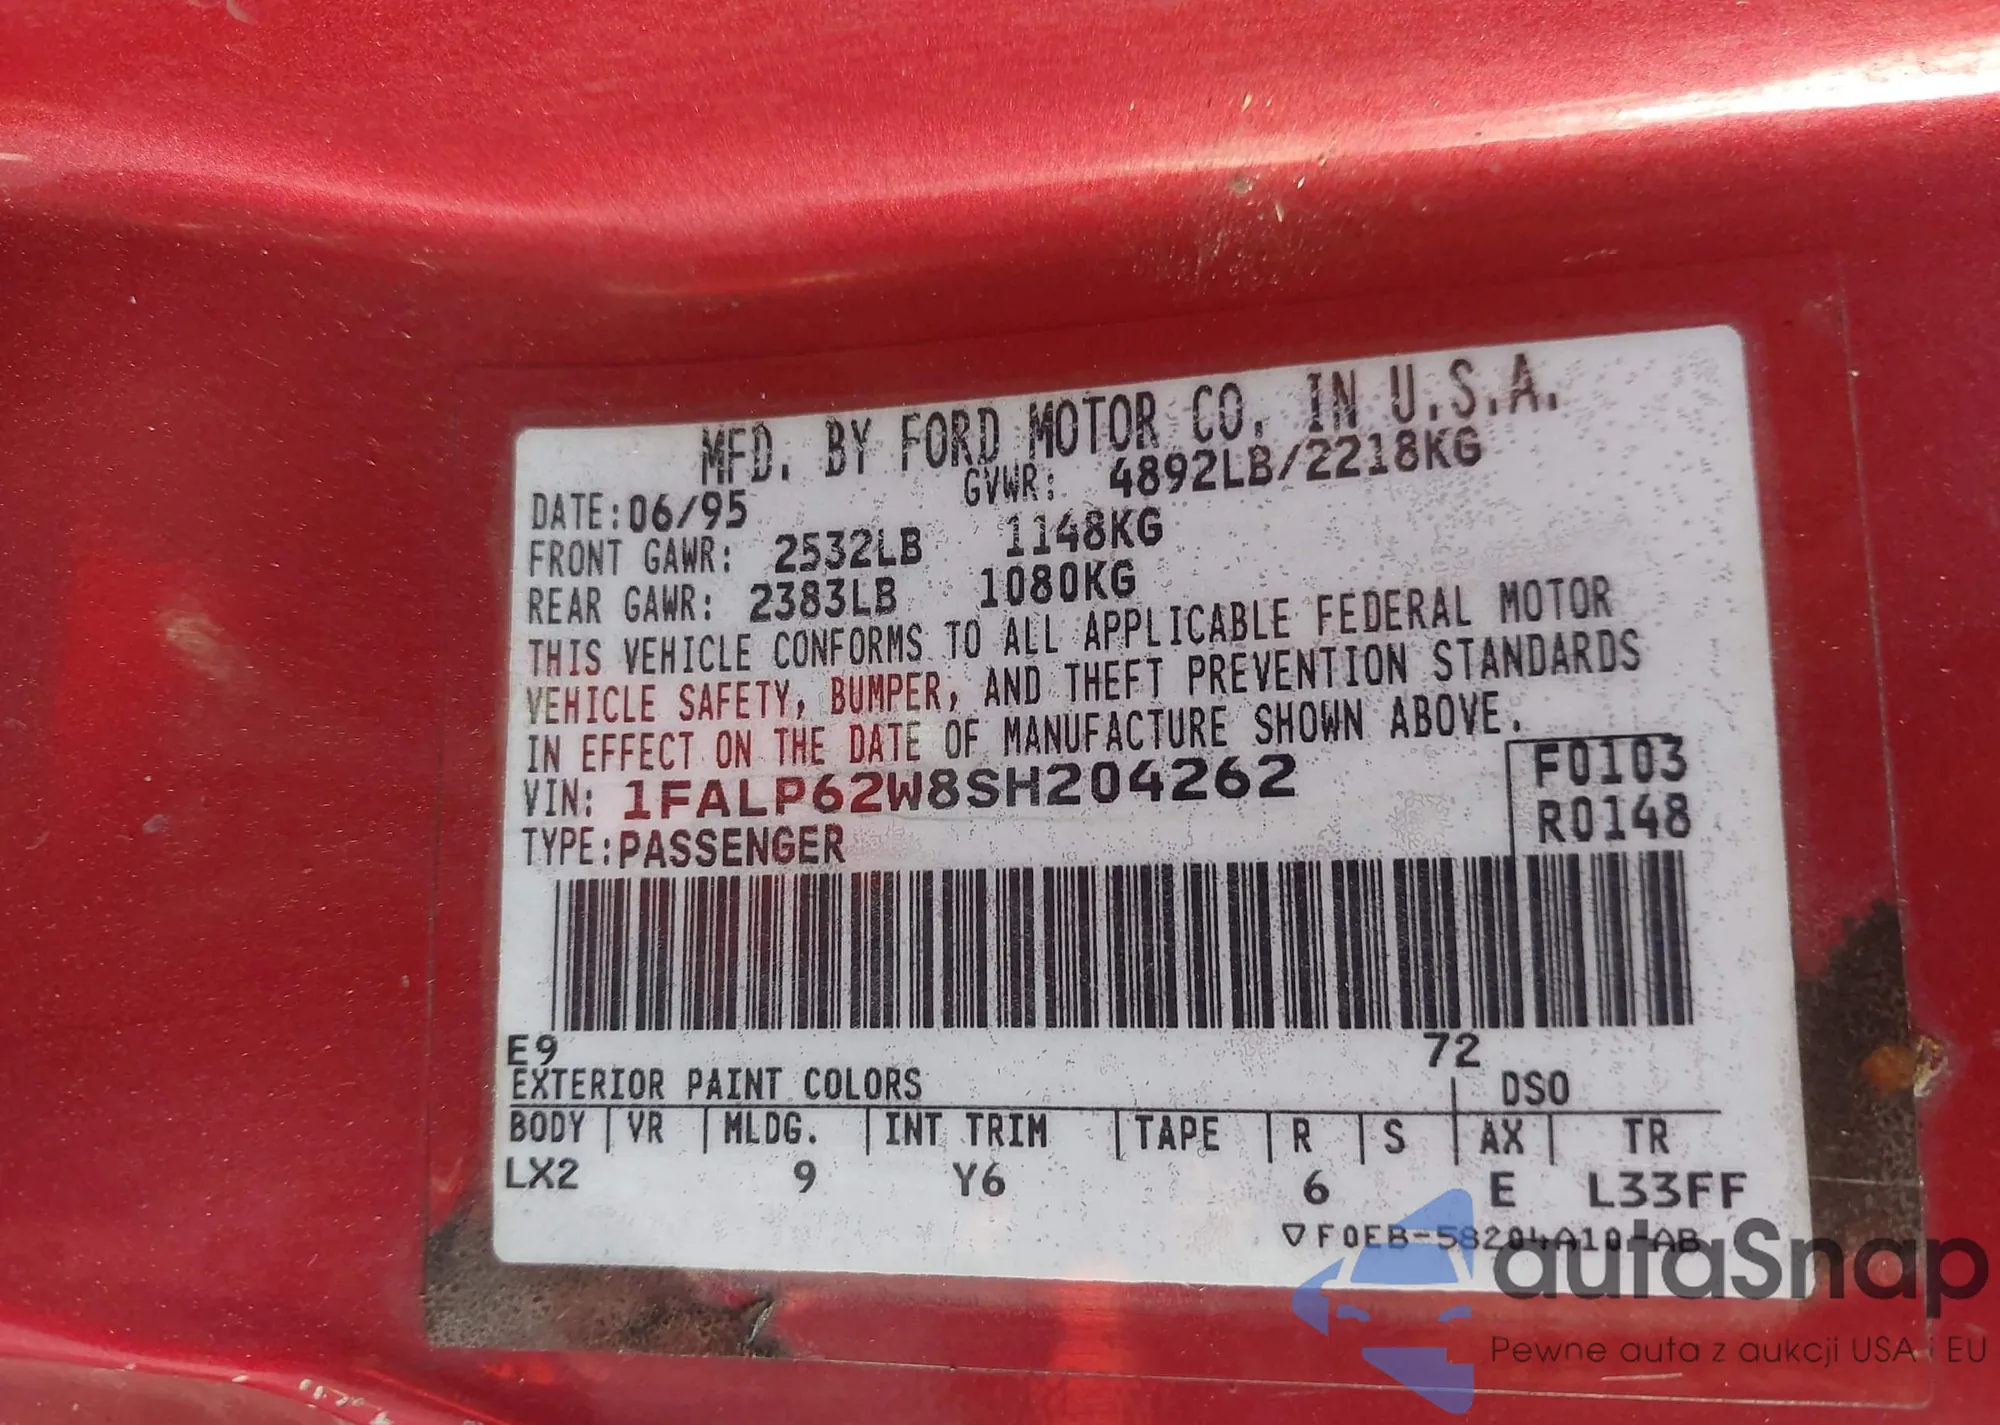 MFD. BY FORD MOTOR CO. IN U.S.A.
DATE:06/95 GVWR: 4892LB/2218KG
FRONT GAWR: 2532LB 1148KG
REAR GAWR: 2383LB 1080KG
THIS VEHICLE CONFORMS TO ALL APPLICABLE FEDERAL MOTOR
VEHICLE SAFETY, BUMPER, AND THEFT PREVENTION STANDARDS
IN EFFECT ON THE DATE OF MANUFACTURE SHOWN ABOVE.
VIN: 1FALP62W8SH204262 F0103
TYPE:PASSENGER R0148
E9 72
EXTERIOR PAINT COLORS DSO
BODY | VR | MLDG. | INT TRIM | TAPE | R | S | AX | TR
LX2 9 Y6 6 E L33FF
▽F0EB-58204A10-AB
autaSnap
Pewne auta z aukcji USA i EU